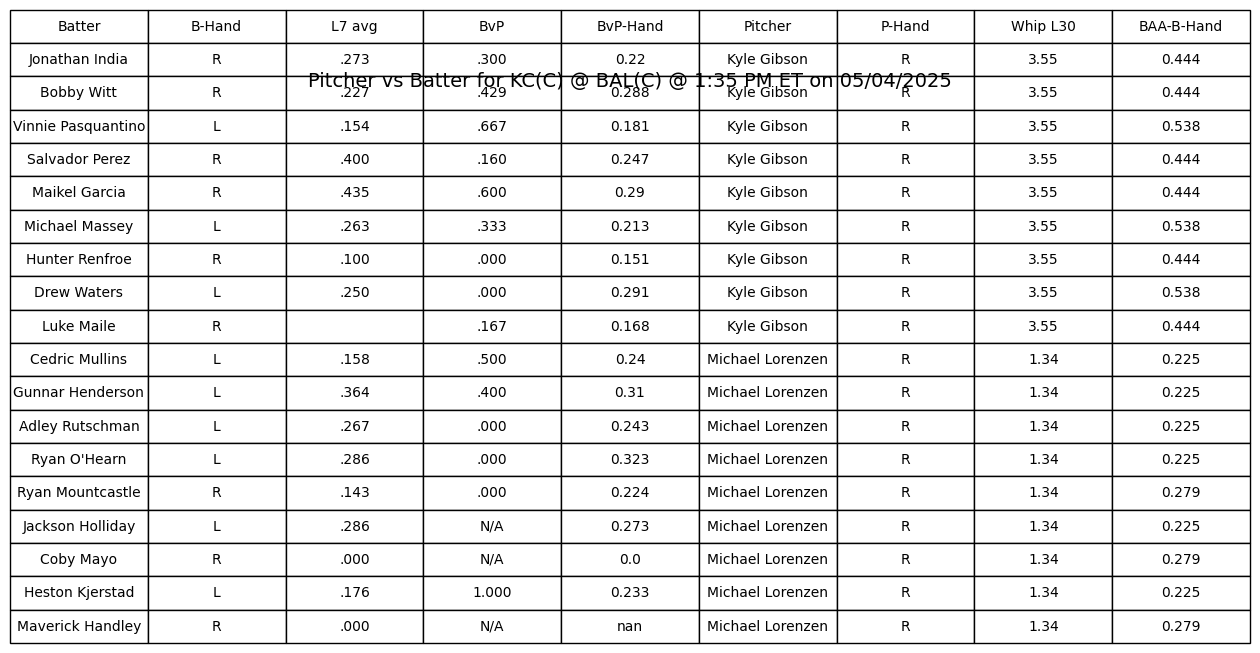 Batter B-Hand L7 avg BvP BvP-Hand Pitcher P-Hand Whip L30 BAA-B-Hand
Jonathan India R .273 .300 0.22 Kyle Gibson R 3.55 0.444
Pitcher vs Batter for KC(C) @ BAL(C) @ 1:35 PM ET on 05/04/2025
Bobby Witt R .227 .429 0.288 Kyle Gibson R 3.55 0.444
Vinnie Pasquantino L .154 .667 0.181 Kyle Gibson R 3.55 0.538
Salvador Perez R .400 .160 0.247 Kyle Gibson R 3.55 0.444
Maikel Garcia R .435 .600 0.29 Kyle Gibson R 3.55 0.444
Michael Massey L .263 .333 0.213 Kyle Gibson R 3.55 0.538
Hunter Renfroe R .100 .000 0.151 Kyle Gibson R 3.55 0.444
Drew Waters L .250 .000 0.291 Kyle Gibson R 3.55 0.538
Luke Maile R .167 0.168 Kyle Gibson R 3.55 0.444
Cedric Mullins L .158 .500 0.24 Michael Lorenzen R 1.34 0.225
Gunnar Henderson L .364 .400 0.31 Michael Lorenzen R 1.34 0.225
Adley Rutschman L .267 .000 0.243 Michael Lorenzen R 1.34 0.225
Ryan O'Hearn L .286 .000 0.323 Michael Lorenzen R 1.34 0.225
Ryan Mountcastle R .143 .000 0.224 Michael Lorenzen R 1.34 0.279
Jackson Holliday L .286 N/A 0.273 Michael Lorenzen R 1.34 0.225
Coby Mayo R .000 N/A 0.0 Michael Lorenzen R 1.34 0.279
Heston Kjerstad L .176 1.000 0.233 Michael Lorenzen R 1.34 0.225
Maverick Handley R .000 N/A nan Michael Lorenzen R 1.34 0.279